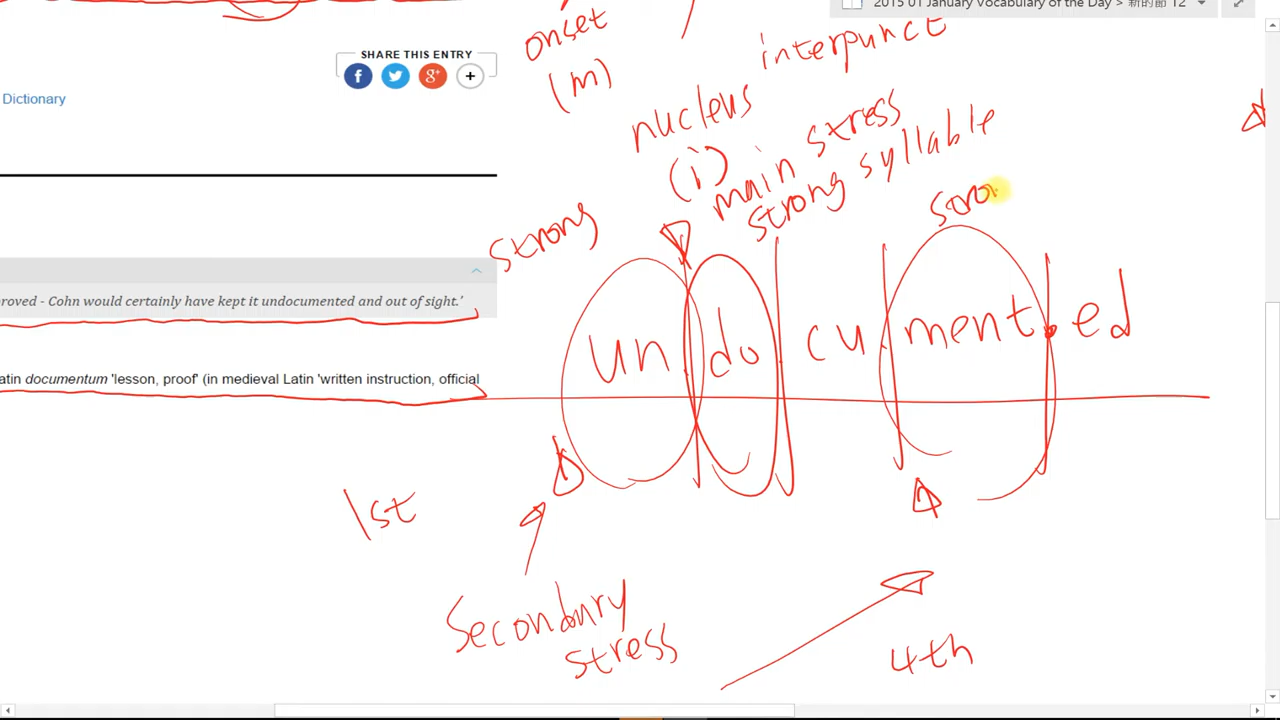 2015 01 January Vocabulary of the Day > 新的節 12
onset
(m)
interpunct
SHARE THIS ENTRY
Dictionary
nucleus
(i)
main stress
strong syllable
strong
stron
proved - Cohn would certainly have kept it undocumented and out of sight.'
un.do.cu.ment.ed
atin documentum 'lesson, proof' (in medieval Latin 'written instruction, official
1st
Secondary
stress
4th